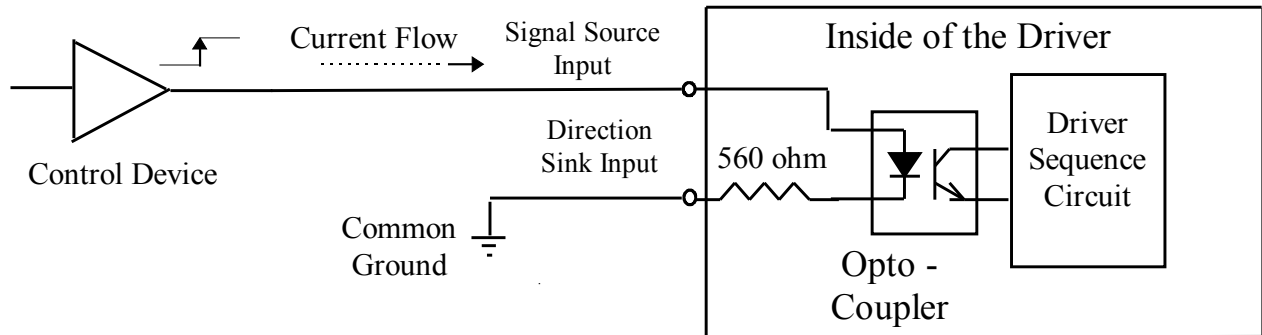 Current Flow
Signal Source
Input
Inside of the Driver
Control Device
Direction
Sink Input
560 ohm
Driver
Sequence
Circuit
Common
Ground
Opto -
Coupler